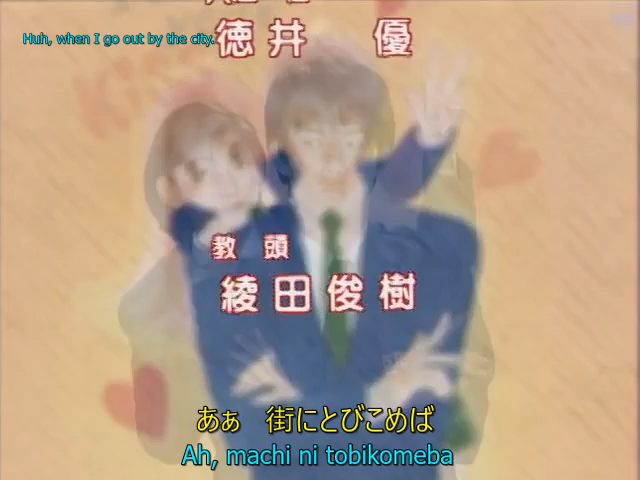 徳井 優
Huh, when I go out by the city.
教 頭
綾田俊樹
あぁ 街にとびこめば
Ah, machi ni tobikomeba